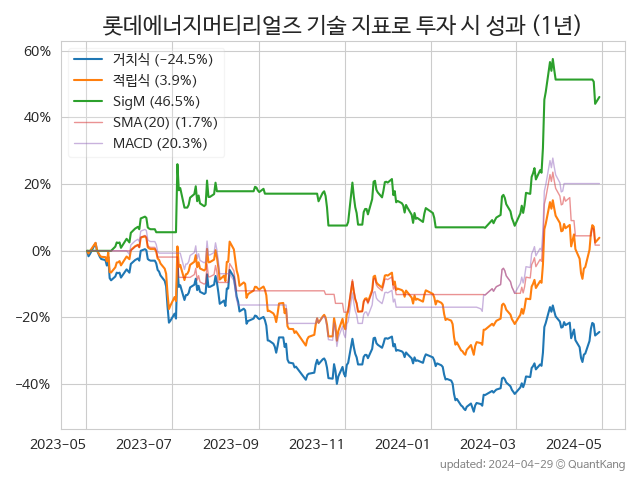 롯데에너지머티리얼즈 기술 지표로 투자 시 성과 (1년)
60%
40%
20%
0%
−20%
−40%
거치식 (−24.5%)
적립식 (3.9%)
SigM (46.5%)
SMA(20) (1.7%)
MACD (20.3%)
2023-05
2023-07
2023-09
2023-11
2024-01
2024-03
2024-05
updated: 2024-04-29 © QuantKang